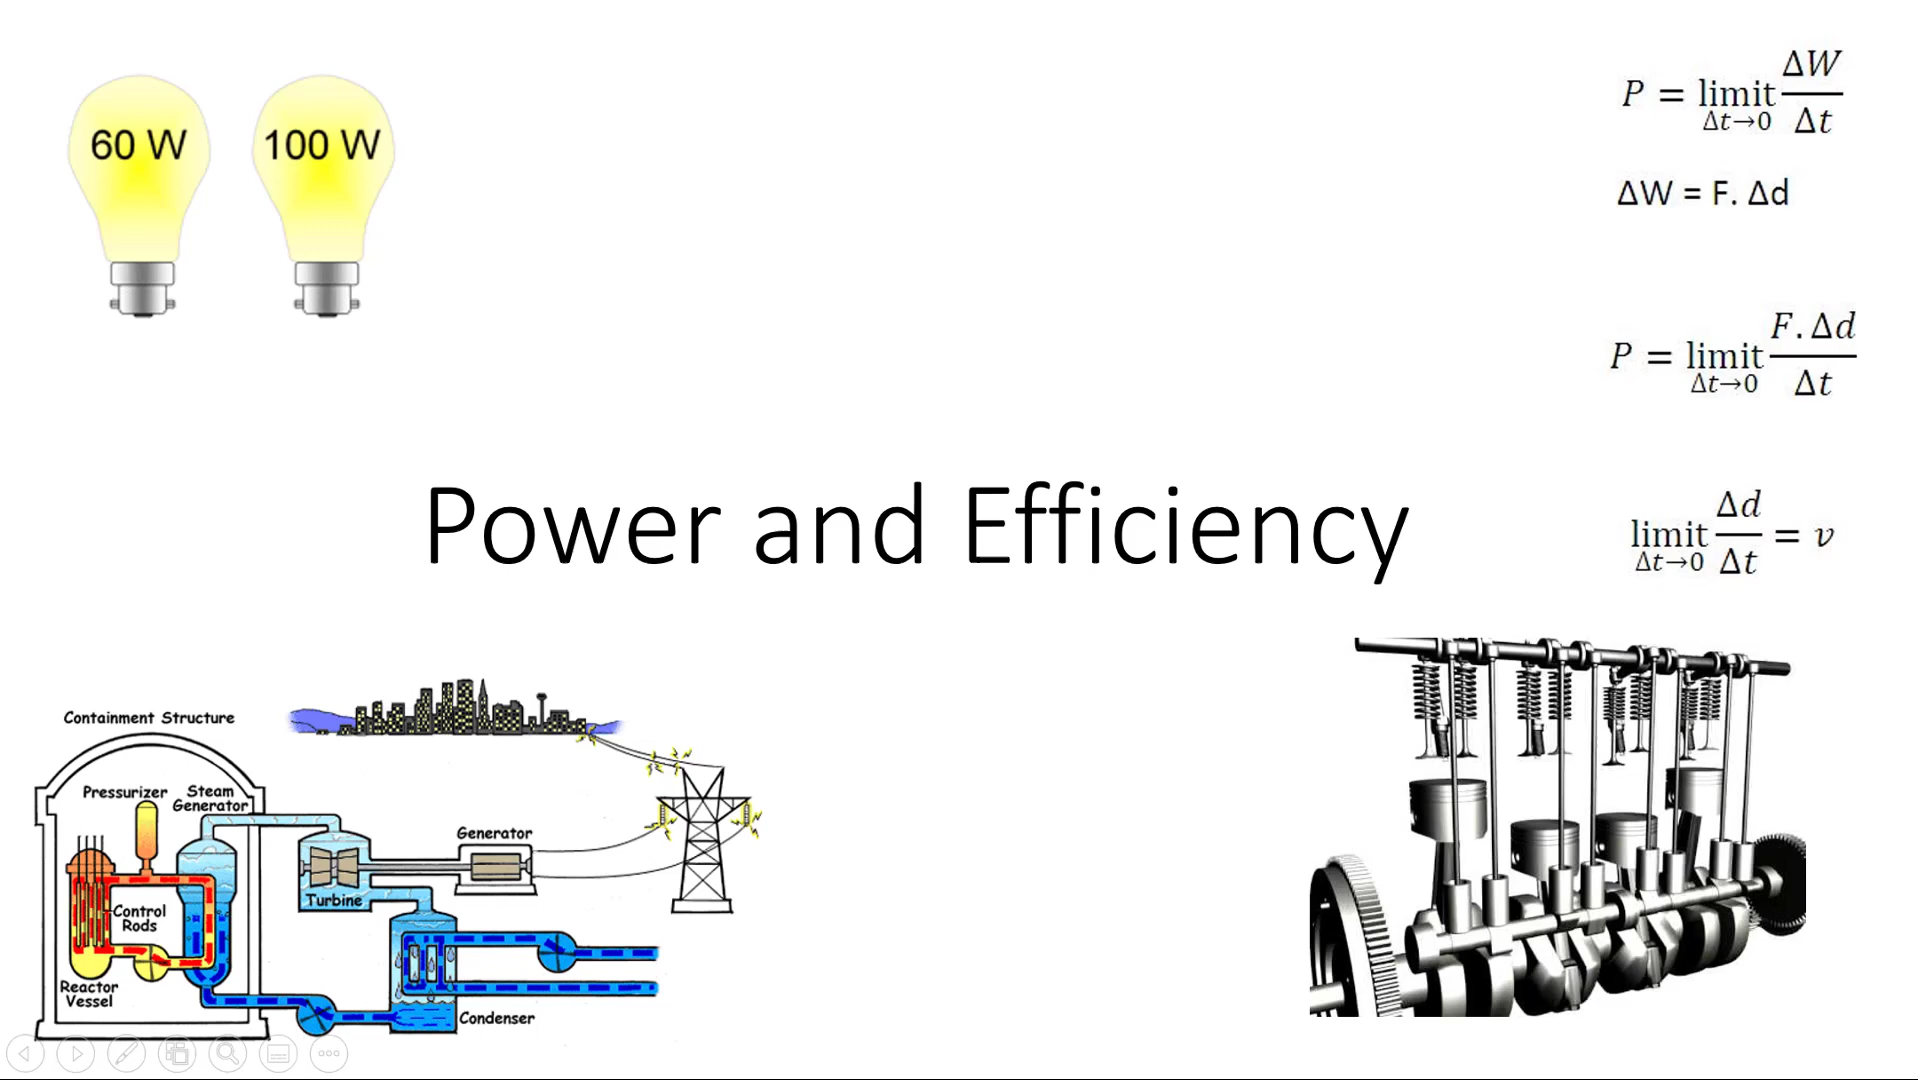 60 W
100 W
P = limit Δt→0 ΔW/Δt
ΔW = F. Δd
P = limit Δt→0 F.Δd/Δt
Power and Efficiency
limit Δt→0 Δd/Δt = v
Containment Structure
Pressurizer
Steam
Generator
Control
Rods
Reactor
Vessel
Turbine
Generator
Condenser